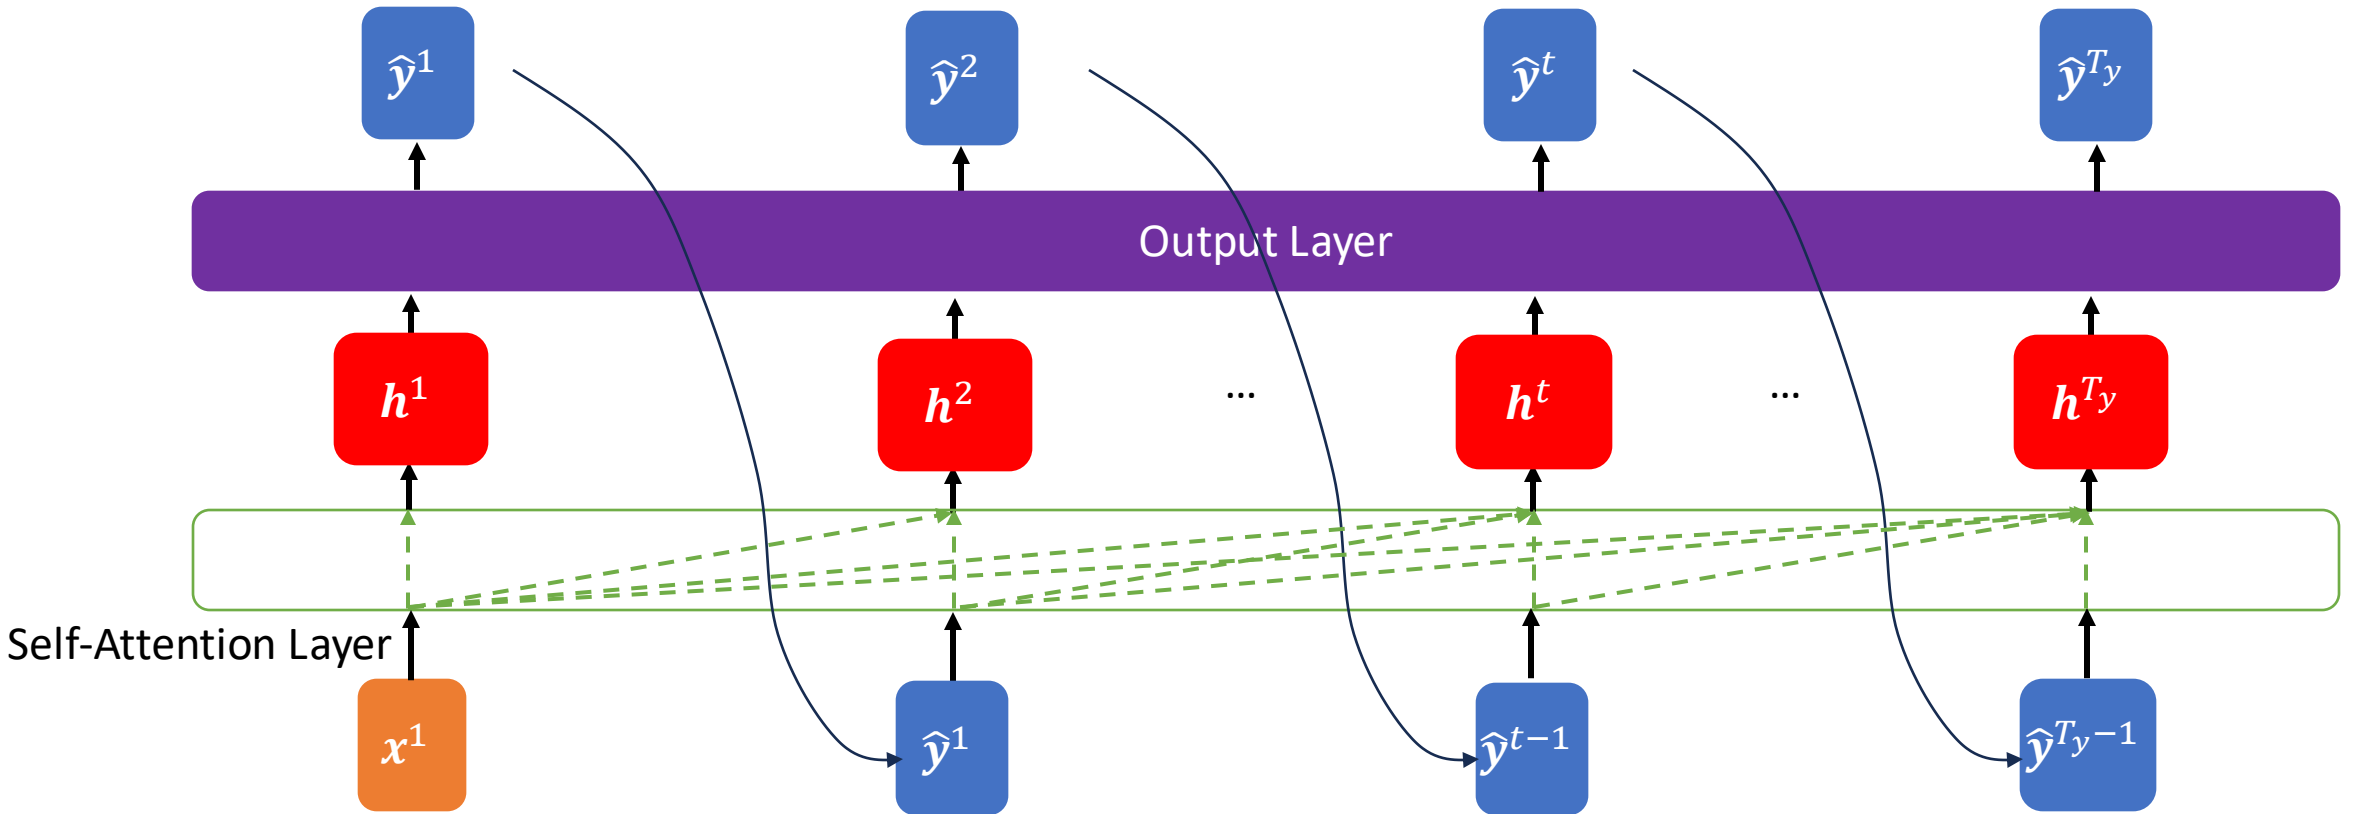 ŷ¹ ŷ² ŷᵗ ŷ^{T_y}
Output Layer
h¹ h² ... hᵗ ... h^{T_y}
Self-Attention Layer
x¹ ŷ¹ ŷᵗ⁻¹ ŷ^{T_y−1}